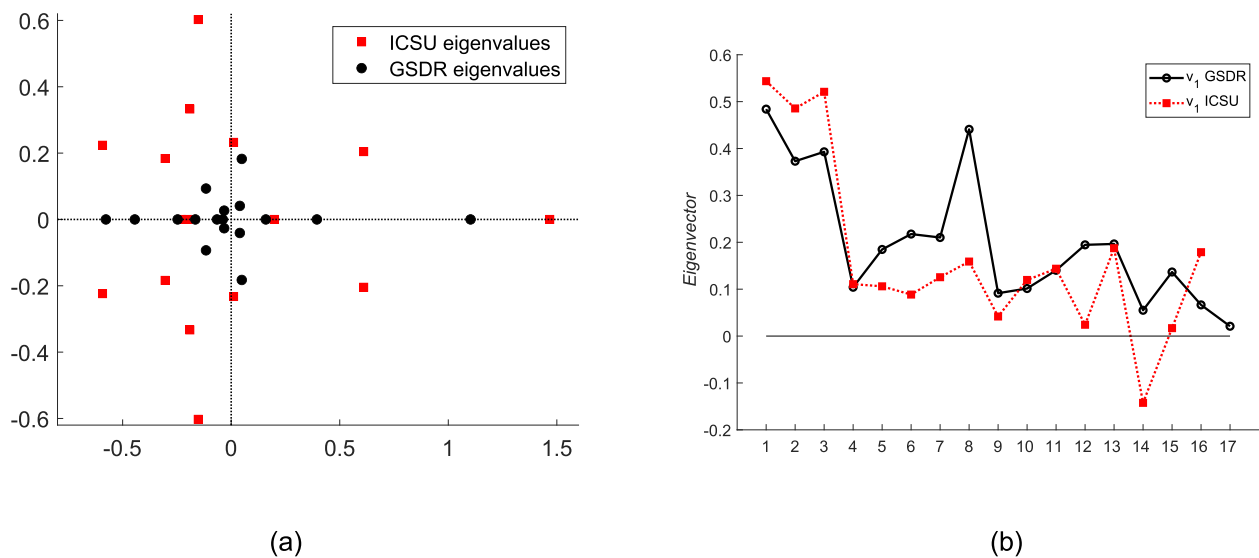 0.6
0.4
0.2
0
-0.2
-0.4
-0.6
-0.5 0 0.5 1 1.5
ICSU eigenvalues
GSDR eigenvalues
(a)
0.6
0.5
0.4
0.3
0.2
0.1
0
-0.1
-0.2
Eigenvector
1 2 3 4 5 6 7 8 9 10 11 12 13 14 15 16 17
v1 GSDR
v1 ICSU
(b)